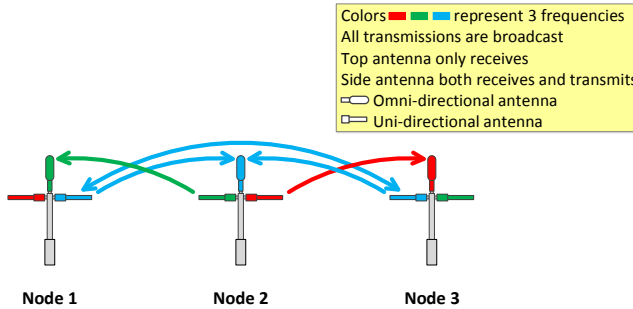 Colors represent 3 frequencies
All transmissions are broadcast
Top antenna only receives
Side antenna both receives and transmits
Omni-directional antenna
Uni-directional antenna
Node 1 Node 2 Node 3